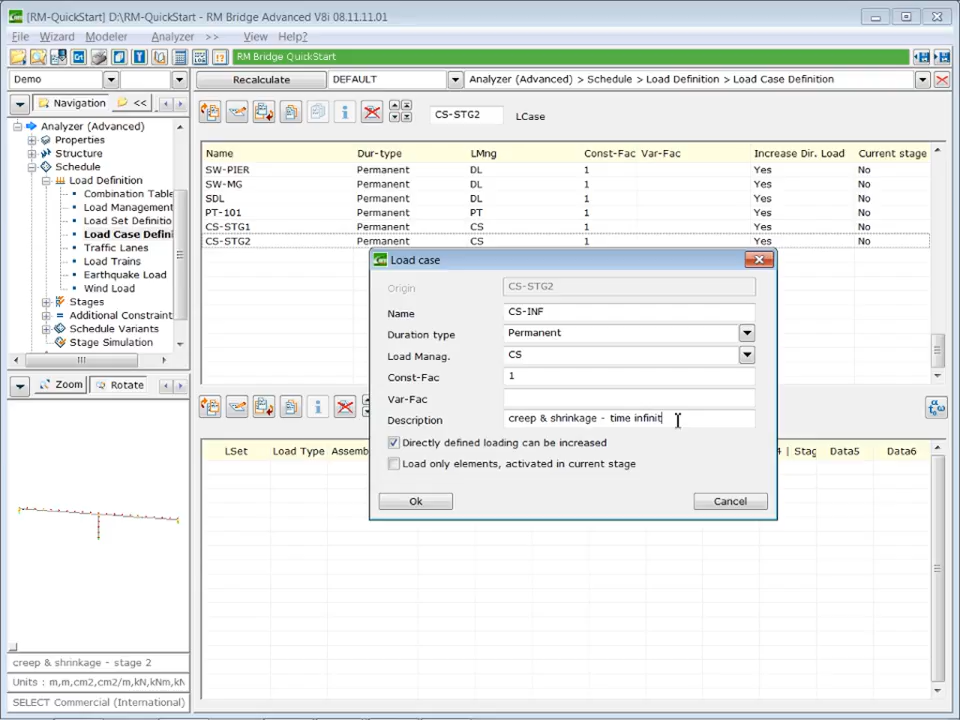 [RM-QuickStart] D:\RM-QuickStart - RM Bridge Advanced V8i 08.11.11.01
File Wizard Modeler Analyzer >> View Help?
RM Bridge QuickStart
Demo Recalculate DEFAULT Analyzer (Advanced) > Schedule > Load Definition > Load Case Definition
Navigation <<
CS-STG2 LCase
Analyzer (Advanced)
Properties
Structure
Schedule
Load Definition
Combination Table
Load Management
Load Set Definitio
Load Case Defini
Traffic Lanes
Load Trains
Earthquake Load
Wind Load
Stages
Additional Constraint
Schedule Variants
Stage Simulation
Name Dur-type LMng Const-Fac Var-Fac Increase Dir. Load Current stage
SW-PIER Permanent DL 1 Yes No
SW-MG Permanent DL 1 Yes No
SDL Permanent DL 1 Yes No
PT-101 Permanent PT 1 Yes No
CS-STG1 Permanent CS 1 Yes No
CS-STG2 Permanent CS 1 Yes No
Load case
Origin CS-STG2
Name CS-INF
Duration type Permanent
Load Manag. CS
Const-Fac 1
Var-Fac
Description creep & shrinkage - time infinit
Directly defined loading can be increased
Load only elements, activated in current stage
Ok Cancel
Zoom Rotate
LSet Load Type Assemb 4 | Stag Data5 Data6
creep & shrinkage - stage 2
Units : m,m,cm2,cm2/m,kN,kNm,kN
SELECT Commercial (International)